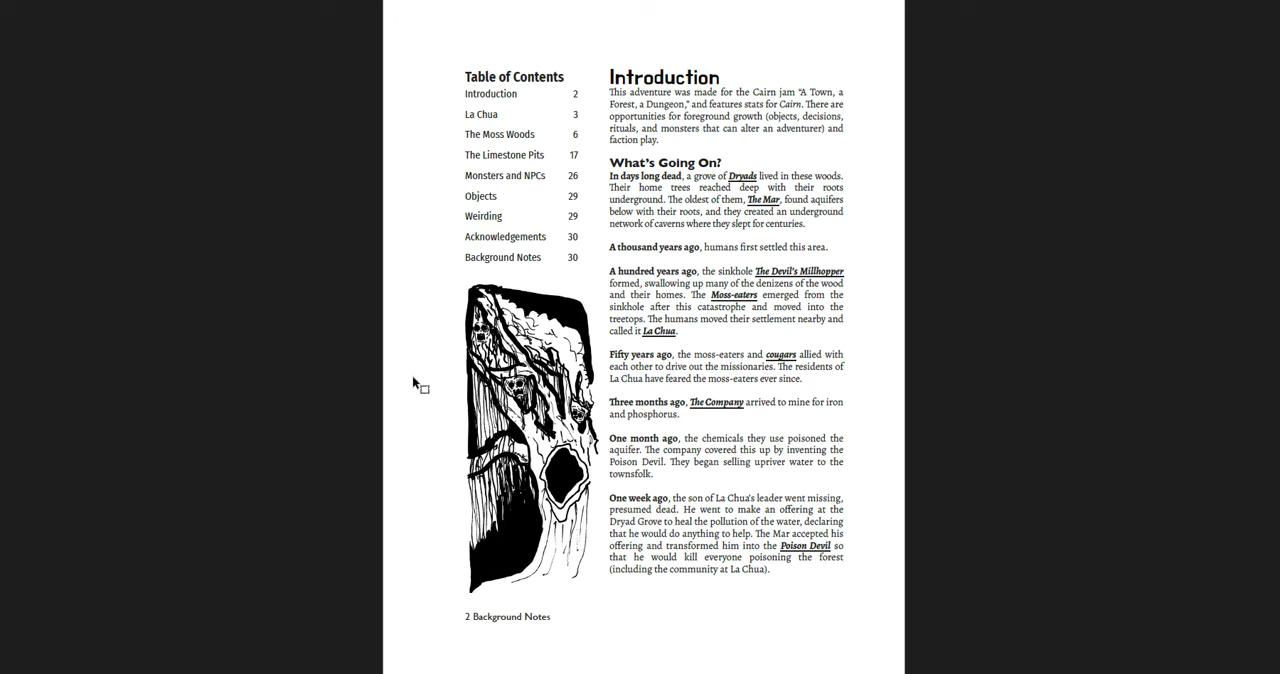 Table of Contents
Introduction 2
La Chua 3
The Moss Woods 6
The Limestone Pits 17
Monsters and NPCs 26
Objects 29
Weirding 29
Acknowledgements 30
Background Notes 30
Introduction
This adventure was made for the Cairn jam “A Town, a
Forest, a Dungeon,” and features stats for Cairn. There are
opportunities for foreground growth (objects, decisions,
rituals, and monsters that can alter an adventurer) and
faction play.
What’s Going On?
In days long dead, a grove of Dryads lived in these woods.
Their home trees reached deep with their roots
underground. The oldest of them, The Mar, found aquifers
below with their roots, and they created an underground
network of caverns where they slept for centuries.
A thousand years ago, humans first settled this area.
A hundred years ago, the sinkhole The Devil’s Millhopper
formed, swallowing up many of the denizens of the wood
and their homes. The Moss-eaters emerged from the
sinkhole after this catastrophe and moved into the
treetops. The humans moved their settlement nearby and
called it La Chua.
Fifty years ago, the moss-eaters and cougars allied with
each other to drive out the missionaries. The residents of
La Chua have feared the moss-eaters ever since.
Three months ago, The Company arrived to mine for iron
and phosphorus.
One month ago, the chemicals they use poisoned the
aquifer. The company covered this up by inventing the
Poison Devil. They began selling upriver water to the
townsfolk.
One week ago, the son of La Chua’s leader went missing,
presumed dead. He went to make an offering at the
Dryad Grove to heal the pollution of the water, declaring
that he would do anything to help. The Mar accepted his
offering and transformed him into the Poison Devil so
that he would kill everyone poisoning the forest
(including the community at La Chua).
2 Background Notes